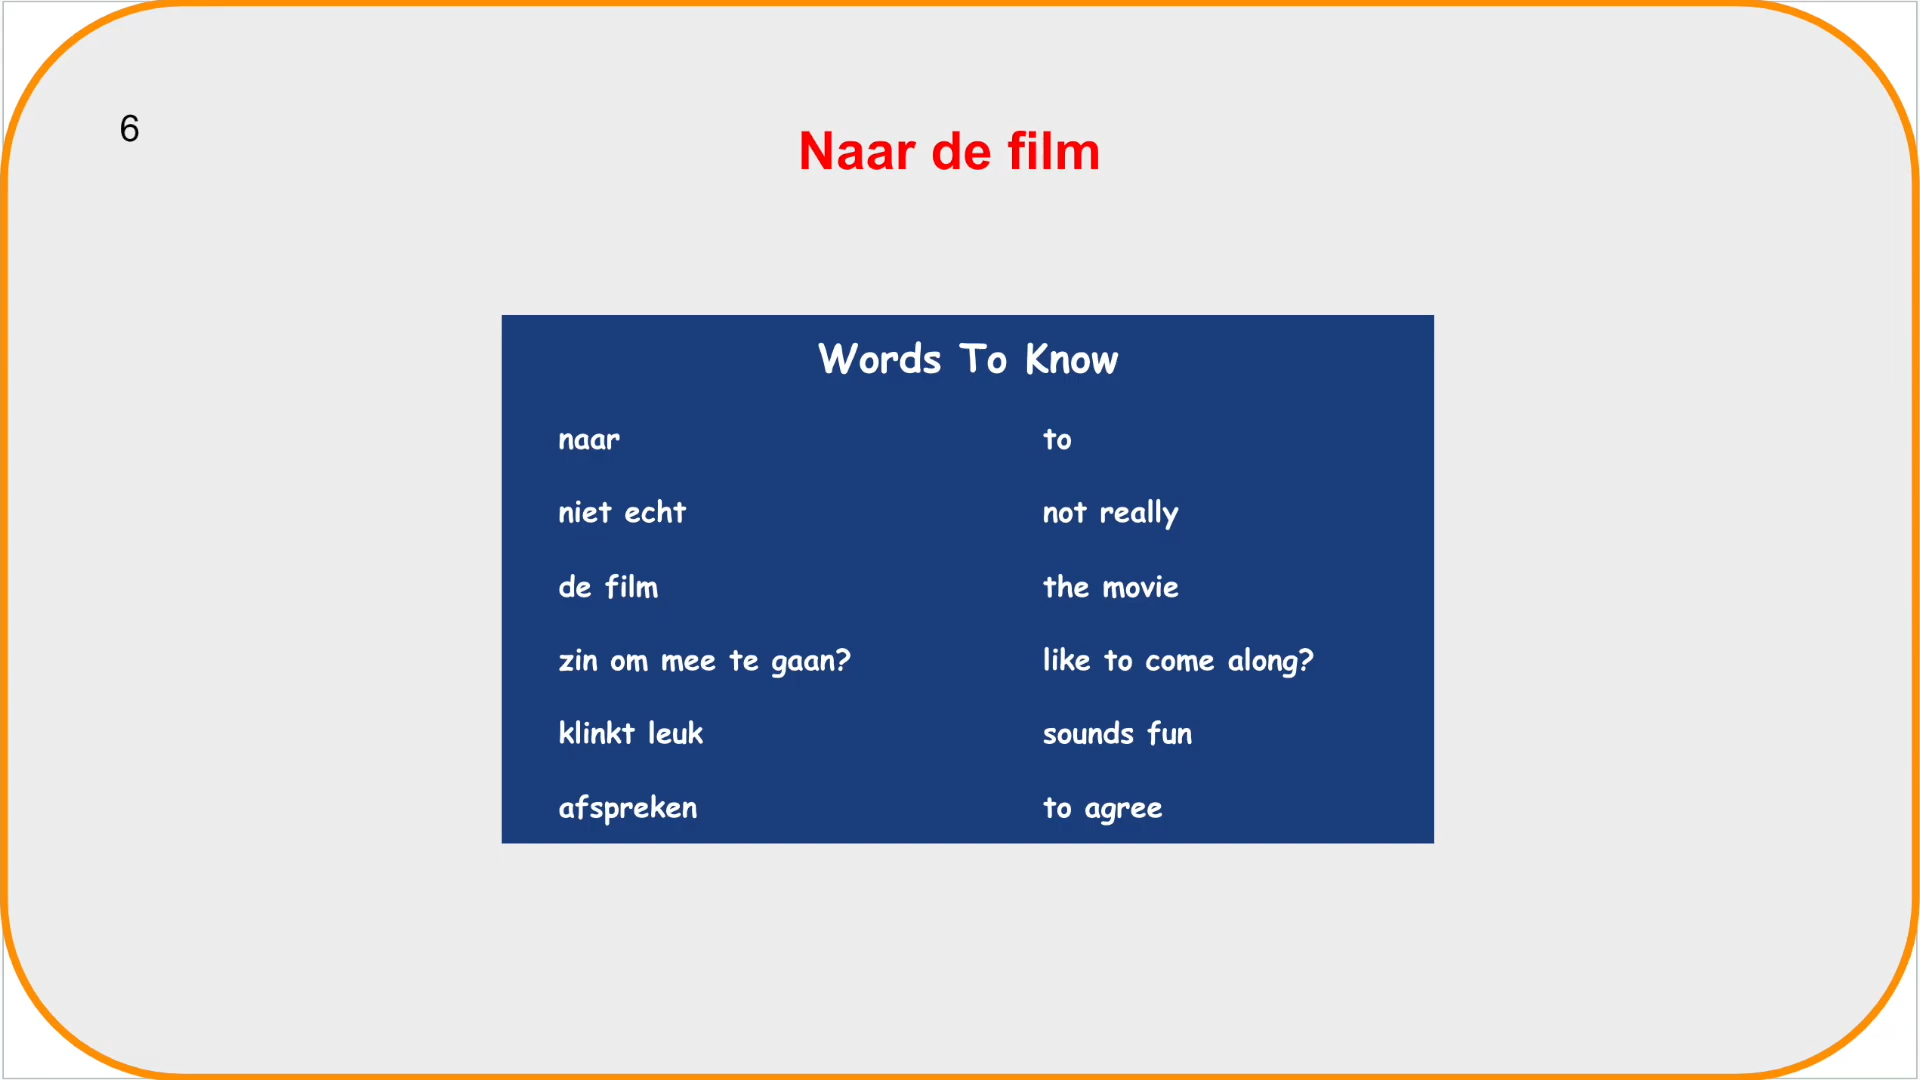 6
Naar de film
Words To Know
naar to
niet echt not really
de film the movie
zin om mee te gaan? like to come along?
klinkt leuk sounds fun
afspreken to agree